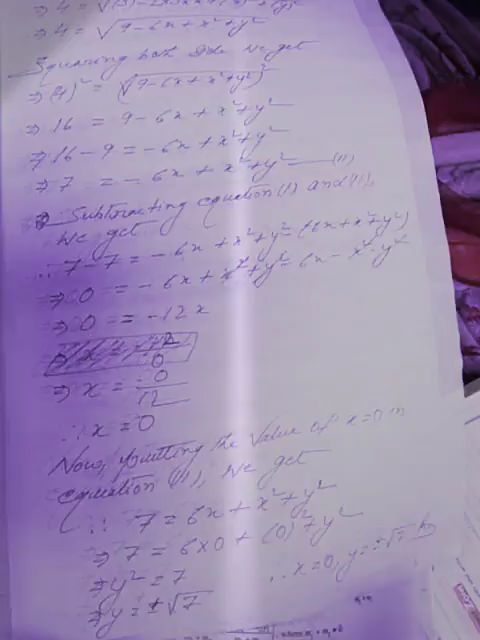 ⇒ 4 = √
⇒ 4 = √9-6x+x²+y²
Squaring both side we get
⇒ (4)² = (√9-6x+x²+y²)²
⇒ 16 = 9-6x+x²+y²
⇒ 16-9 = -6x+x²+y²
⇒ 7 = -6x+x²+y² —(II)
Subtracting equation (I) and (II),
We get
∴ 7-7 = -6x+x²+y²-(6x+x²+y²)
⇒ 0 = -6x+x²+y²-6x-x²-y²
⇒ 0 = -12x
⇒ x = 0/12
∴ x = 0
Now, putting the value of x=0 in
equation (II), we get
∴ 7 = 6x+x²+y²
⇒ 7 = 6×0+(0)²+y²
⇒ y² = 7
⇒ y = ±√7
∴ x=0, y=±√7